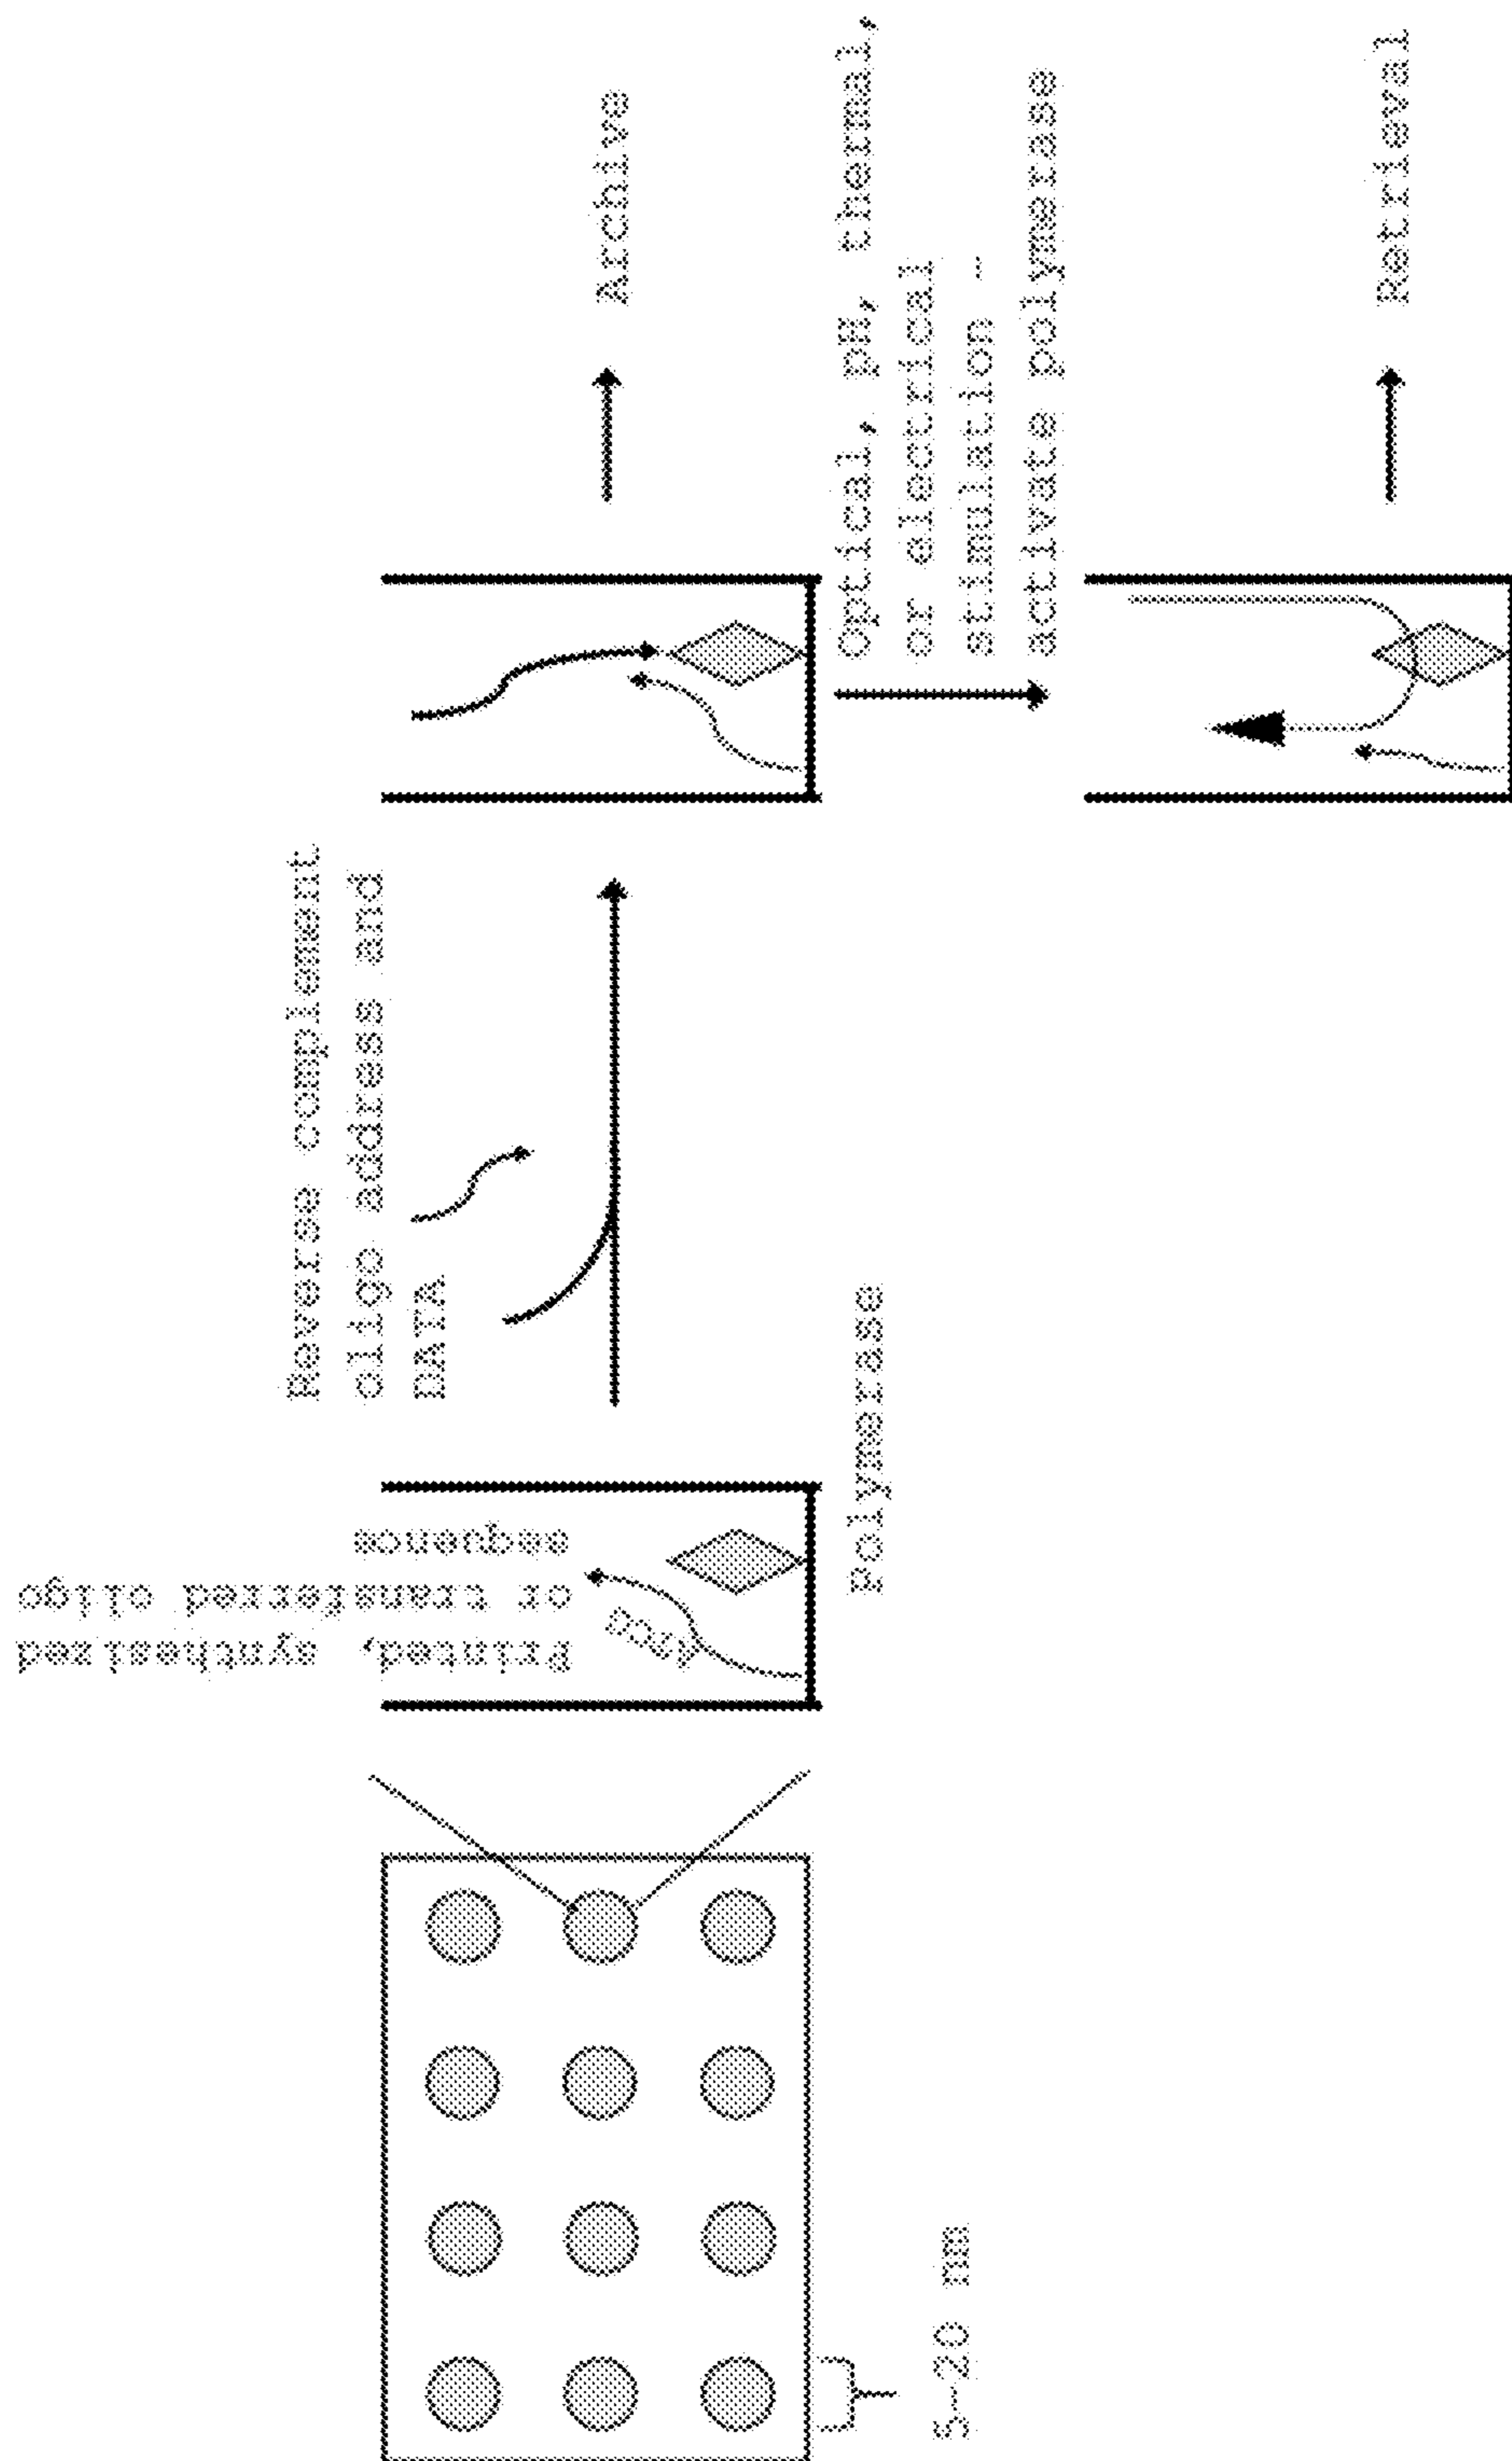 5-20 nm
Printed, synthesized
or transferred oligo
sequence
Polymerase
Reverse complement
oligo address and
DATA
Archive
Optical, pH, thermal,
or electrical
stimulation -
activate polymerase
Retrieval